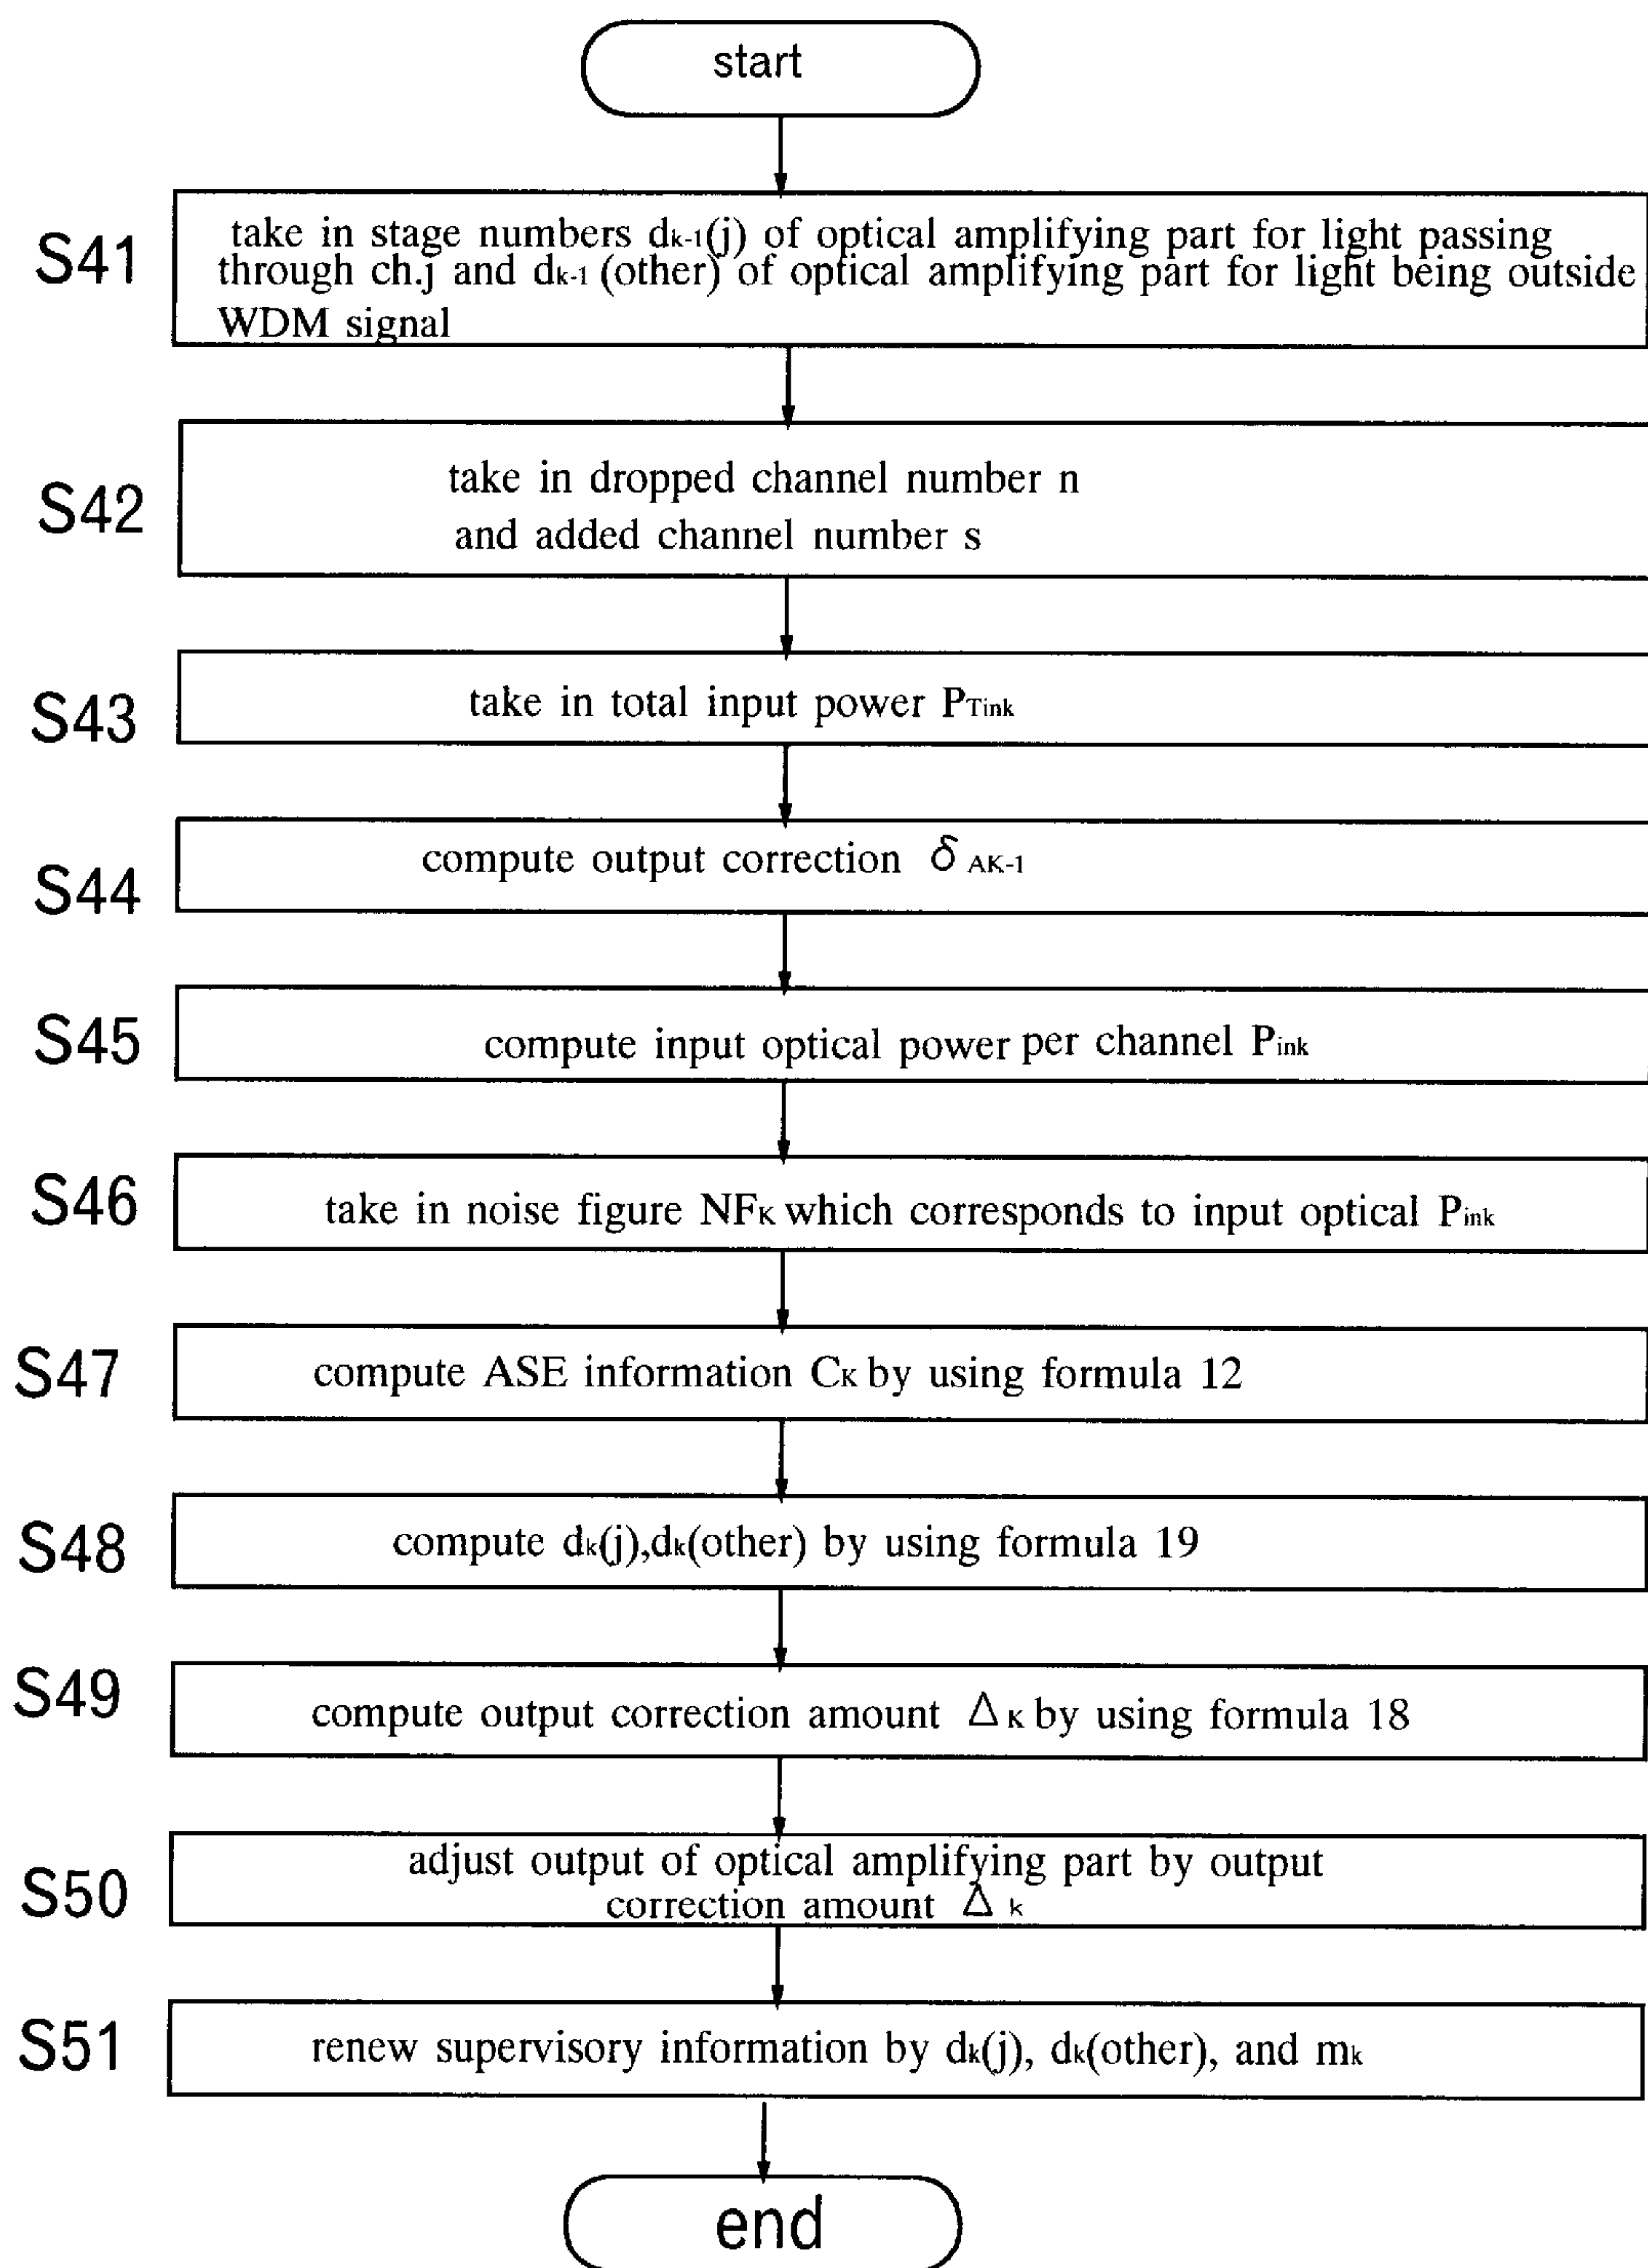 start
S41
take in stage numbers dk-1(j) of optical amplifying part for light passing
through ch.j and dk-1 (other) of optical amplifying part for light being outside
WDM signal
S42
take in dropped channel number n
and added channel number s
S43
take in total input power PTink
S44
compute output correction δ AK-1
S45
compute input optical power per channel Pink
S46
take in noise figure NFK which corresponds to input optical Pink
S47
compute ASE information CK by using formula 12
S48
compute dk(j),dk(other) by using formula 19
S49
compute output correction amount Δ K by using formula 18
S50
adjust output of optical amplifying part by output
correction amount Δ k
S51
renew supervisory information by dk(j), dk(other), and mk
end